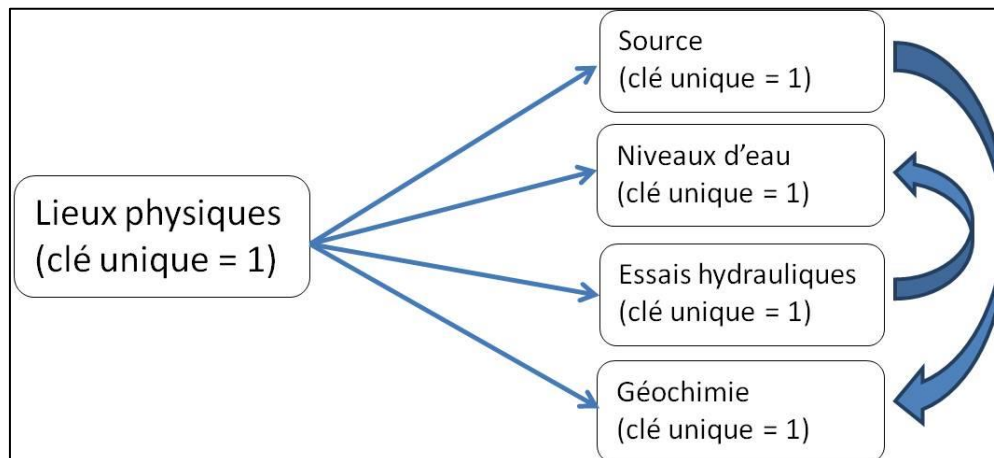 Lieux physiques
(clé unique = 1)
Source
(clé unique = 1)
Niveaux d’eau
(clé unique = 1)
Essais hydrauliques
(clé unique = 1)
Géochimie
(clé unique = 1)